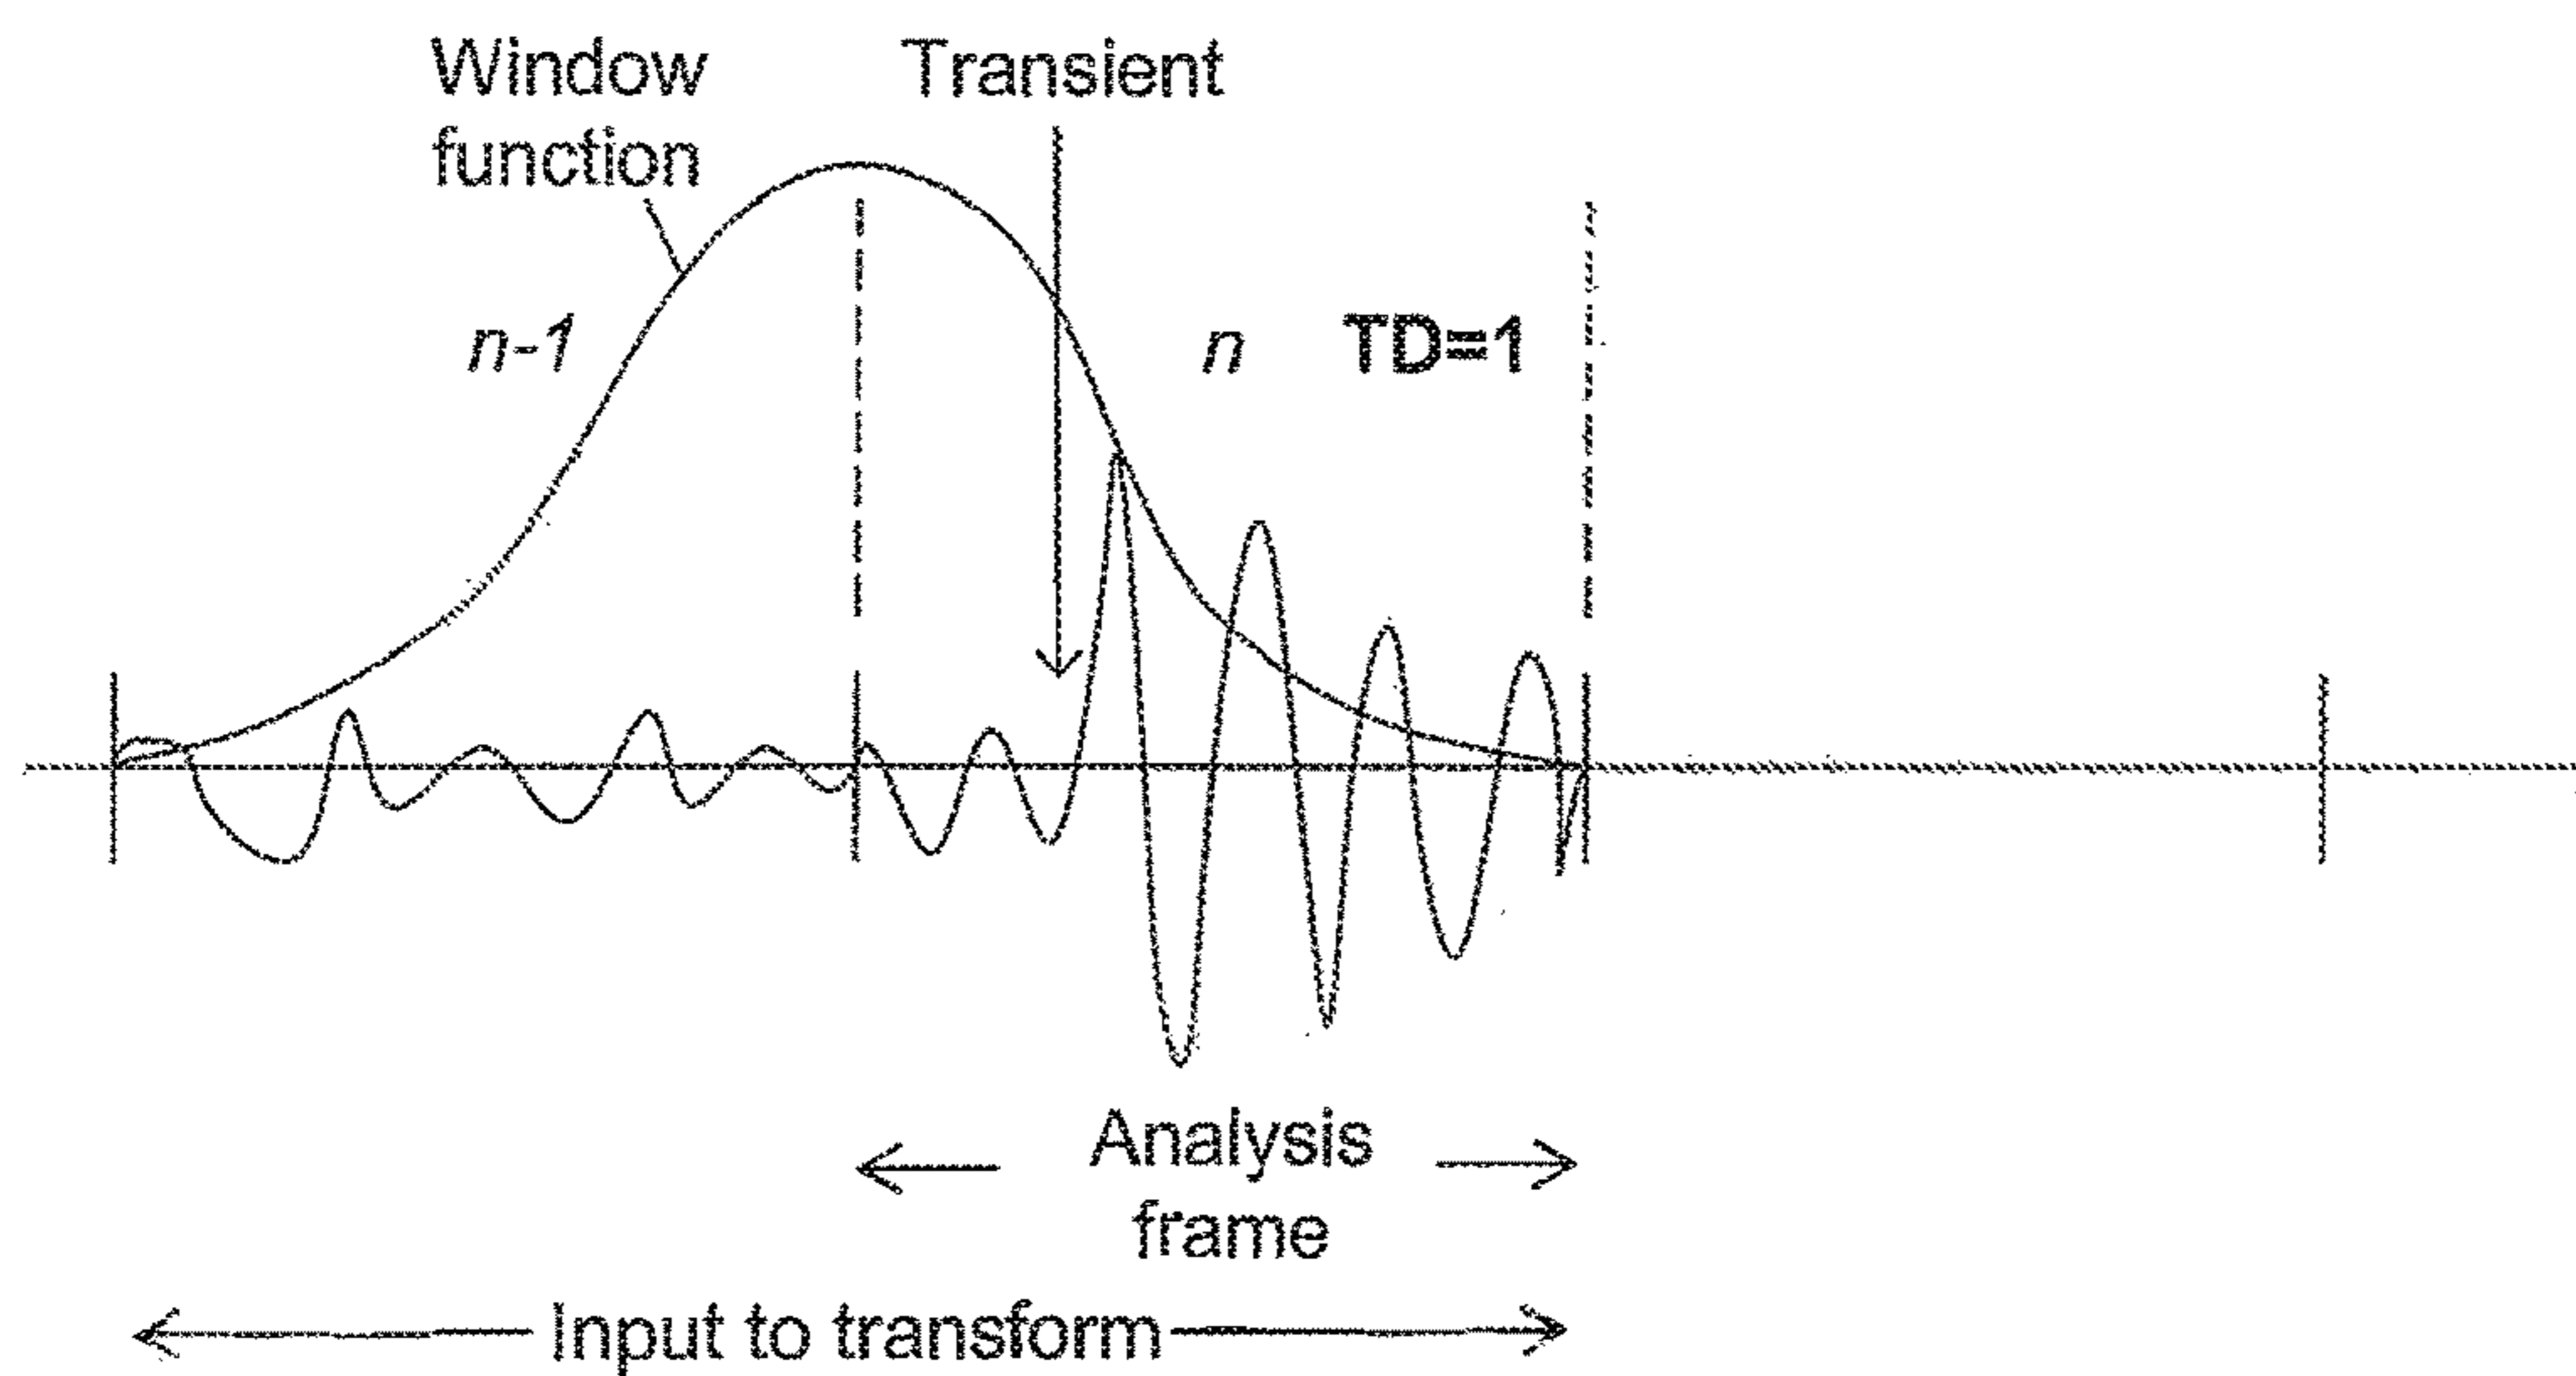 Window
function
Transient
n-1
n
TD=1
Analysis
frame
Input to transform